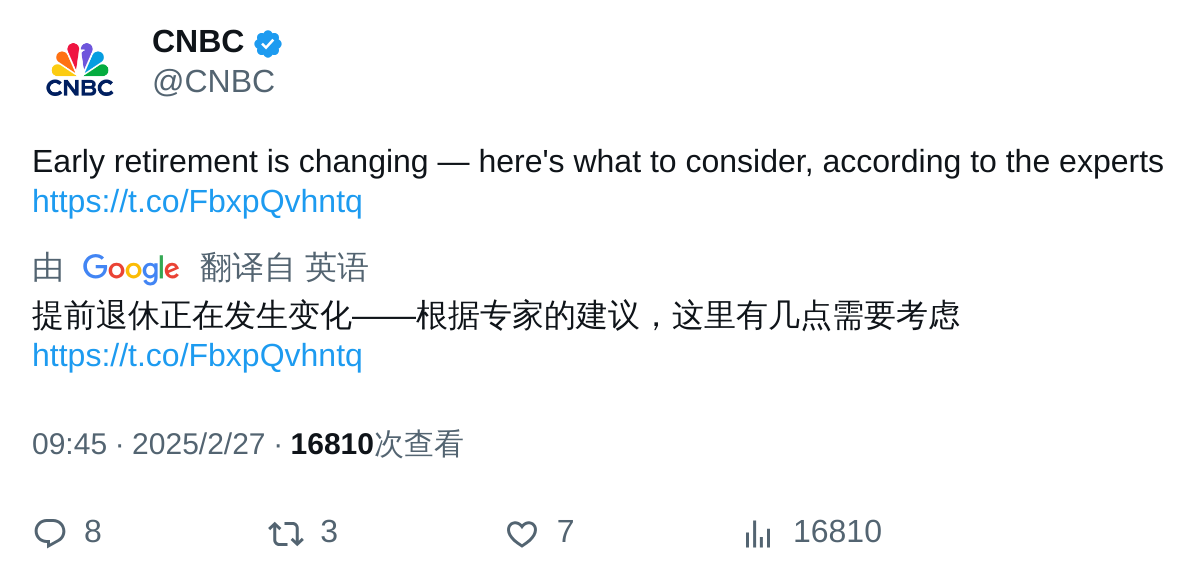 CNBC
CNBC
@CNBC
Early retirement is changing — here's what to consider, according to the experts
https://t.co/FbxpQvhntq
由 Google 翻译自 英语
提前退休正在发生变化——根据专家的建议，这里有几点需要考虑
https://t.co/FbxpQvhntq
09:45 · 2025/2/27 · 16810次查看
8 3 7 16810